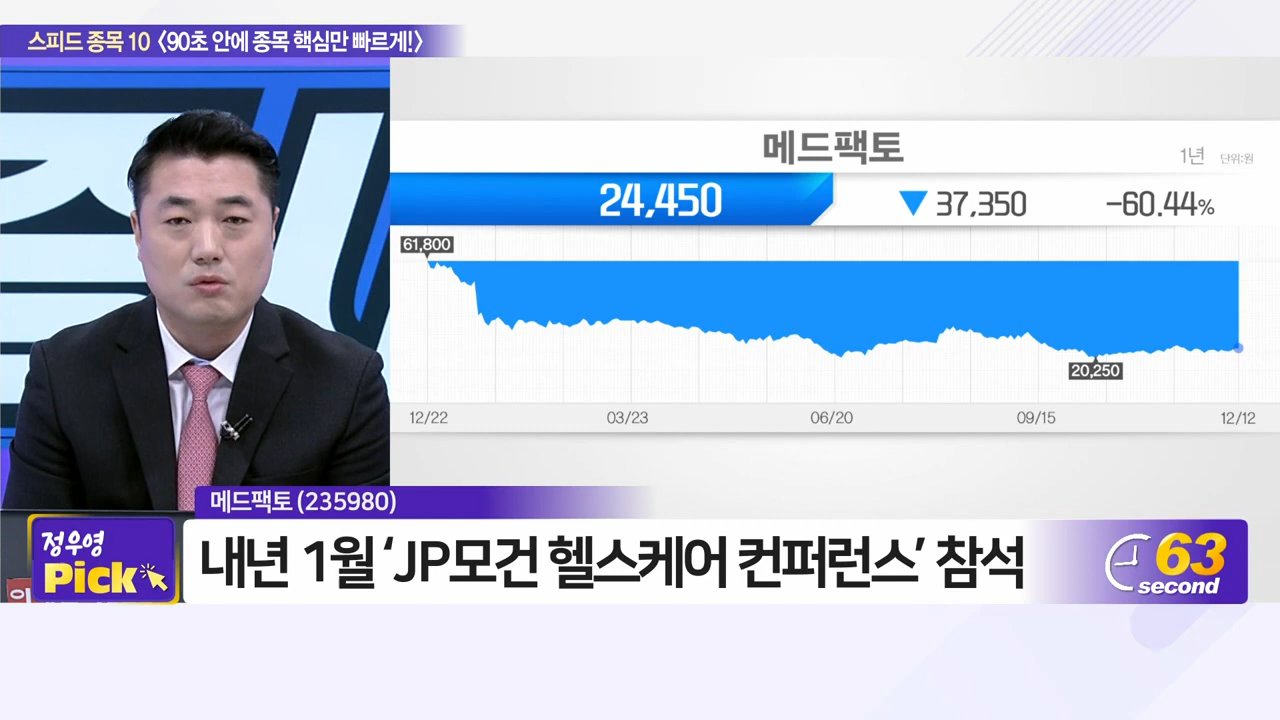 스피드 종목 10 〈90초 안에 종목 핵심만 빠르게!〉
메드팩토
1년 단위:원
24,450 ▼ 37,350 -60.44%
61,800
20,250
12/22 03/23 06/20 09/15 12/12
메드팩토 (235980)
정우영
Pick
내년 1월 ‘JP모건 헬스케어 컨퍼런스’ 참석
63
second